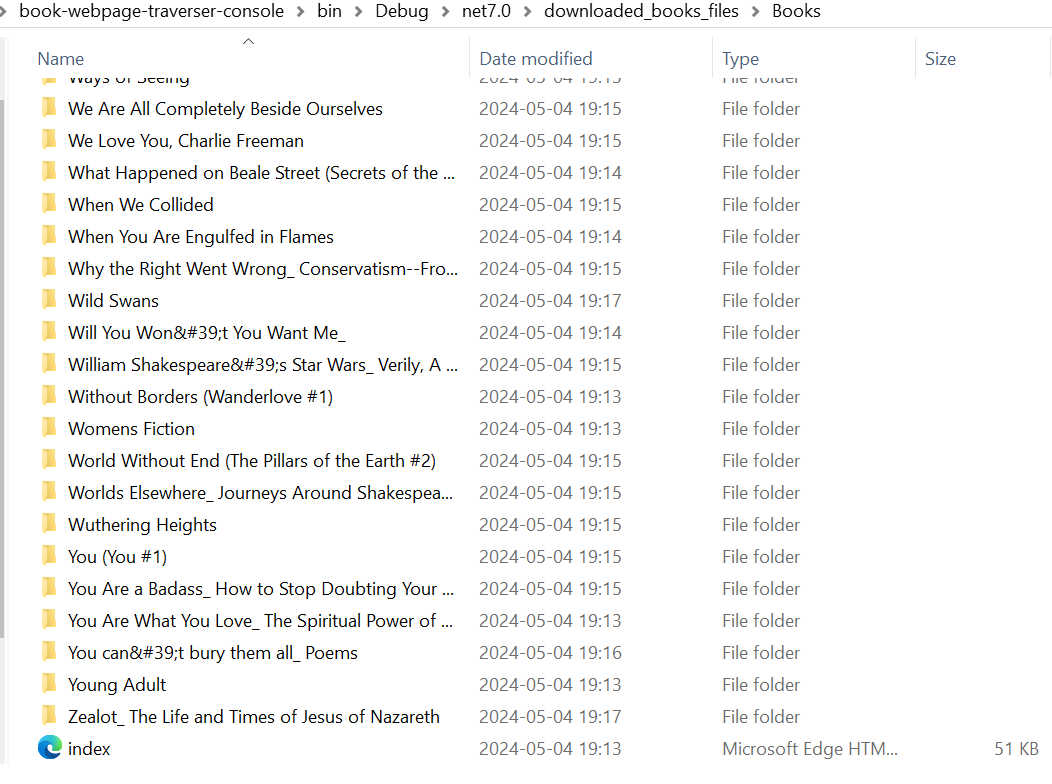 book-webpage-traverser-console > bin > Debug > net7.0 > downloaded_books_files > Books
Name Date modified Type Size
Ways of Seeing 2024-05-04 19:15 File folder
We Are All Completely Beside Ourselves 2024-05-04 19:15 File folder
We Love You, Charlie Freeman 2024-05-04 19:15 File folder
What Happened on Beale Street (Secrets of the ... 2024-05-04 19:14 File folder
When We Collided 2024-05-04 19:15 File folder
When You Are Engulfed in Flames 2024-05-04 19:14 File folder
Why the Right Went Wrong_ Conservatism--Fro... 2024-05-04 19:15 File folder
Wild Swans 2024-05-04 19:17 File folder
Will You Won&#39;t You Want Me_ 2024-05-04 19:14 File folder
William Shakespeare&#39;s Star Wars_ Verily, A ... 2024-05-04 19:15 File folder
Without Borders (Wanderlove #1) 2024-05-04 19:13 File folder
Womens Fiction 2024-05-04 19:13 File folder
World Without End (The Pillars of the Earth #2) 2024-05-04 19:15 File folder
Worlds Elsewhere_ Journeys Around Shakespea... 2024-05-04 19:15 File folder
Wuthering Heights 2024-05-04 19:15 File folder
You (You #1) 2024-05-04 19:15 File folder
You Are a Badass_ How to Stop Doubting Your ... 2024-05-04 19:15 File folder
You Are What You Love_ The Spiritual Power of ... 2024-05-04 19:13 File folder
You can&#39;t bury them all_ Poems 2024-05-04 19:16 File folder
Young Adult 2024-05-04 19:13 File folder
Zealot_ The Life and Times of Jesus of Nazareth 2024-05-04 19:17 File folder
index 2024-05-04 19:13 Microsoft Edge HTM... 51 KB